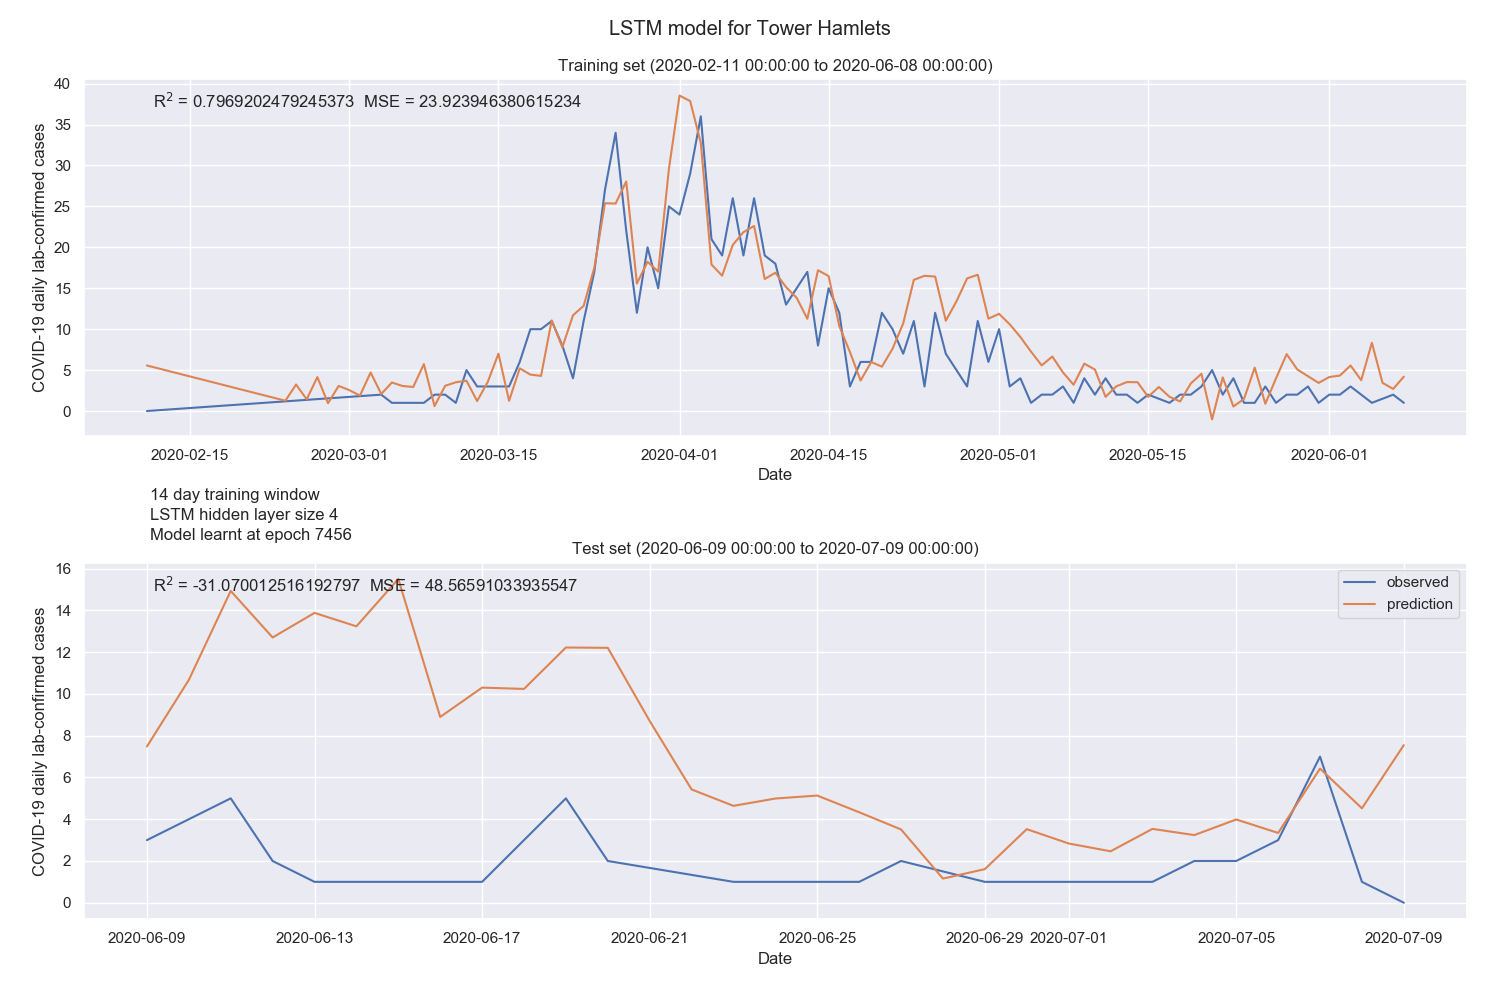 LSTM model for Tower Hamlets
Training set (2020-02-11 00:00:00 to 2020-06-08 00:00:00)
R² = 0.7969202479245373 MSE = 23.923946380615234
COVID-19 daily lab-confirmed cases
40
35
30
25
20
15
10
5
0
2020-02-15 2020-03-01 2020-03-15 2020-04-01 2020-04-15 2020-05-01 2020-05-15 2020-06-01
Date
14 day training window
LSTM hidden layer size 4
Model learnt at epoch 7456
Test set (2020-06-09 00:00:00 to 2020-07-09 00:00:00)
R² = -31.070012516192797 MSE = 48.56591033935547
observed
prediction
COVID-19 daily lab-confirmed cases
16
14
12
10
8
6
4
2
0
2020-06-09 2020-06-13 2020-06-17 2020-06-21 2020-06-25 2020-06-29 2020-07-01 2020-07-05 2020-07-09
Date